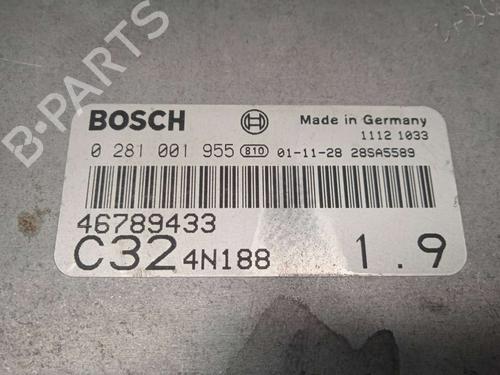 BOSCH
Made in Germany
1112 1033
0 281 001 955 810 01-11-28 28SA5589
46789433
C32 4N188 1.9
B-PARTS